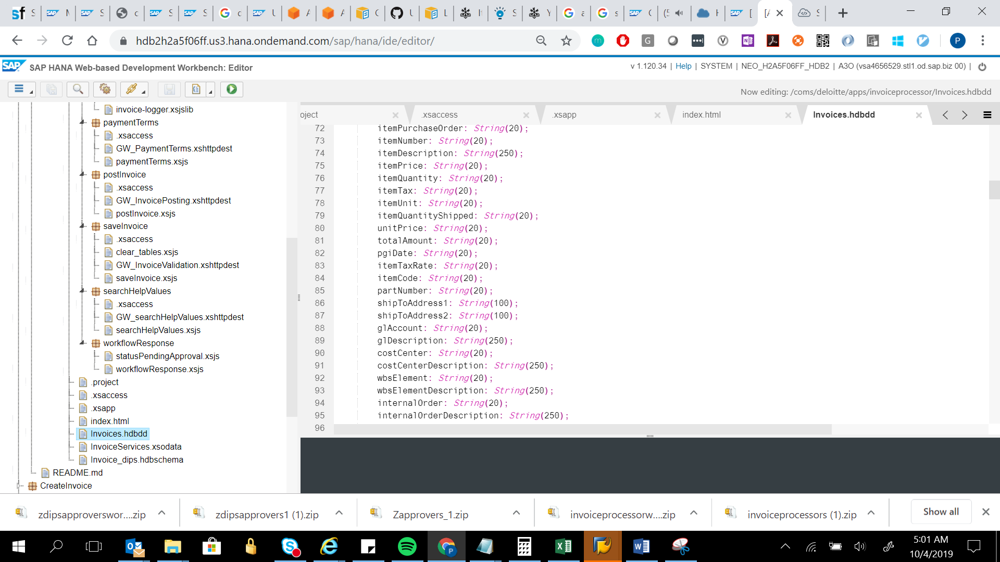 sf S SAP M SAP S c SAP S SAP S G c SAP U A A C U L I S Y G a G s SAP C (5 H SAP [ [A S
hdb2h2a5f06ff.us3.hana.ondemand.com/sap/hana/ide/editor/
P
SAP SAP HANA Web-based Development Workbench: Editor
v 1.120.34 | Help | SYSTEM | NEO_H2A5F06FF_HDB2 | A3O (vsa4656529.stl1.od.sap.biz 00) |
Now editing: /coms/deloitte/apps/invoiceprocessor/Invoices.hdbdd
invoice-logger.xsjslib
paymentTerms
.xsaccess
GW_PaymentTerms.xshttpdest
paymentTerms.xsjs
postInvoice
.xsaccess
GW_InvoicePosting.xshttpdest
postInvoice.xsjs
saveInvoice
.xsaccess
clear_tables.xsjs
GW_InvoiceValidation.xshttpdest
saveInvoice.xsjs
searchHelpValues
.xsaccess
GW_searchHelpValues.xshttpdest
searchHelpValues.xsjs
workflowResponse
statusPendingApproval.xsjs
workflowResponse.xsjs
.project
.xsaccess
.xsapp
index.html
Invoices.hdbdd
InvoiceServices.xsodata
Invoice_dips.hdbschema
README.md
CreateInvoice
oject .xsaccess .xsapp index.html Invoices.hdbdd
72 itemPurchaseOrder: String(20);
73 itemNumber: String(20);
74 itemDescription: String(250);
75 itemPrice: String(20);
76 itemQuantity: String(20);
77 itemTax: String(20);
78 itemUnit: String(20);
79 itemQuantityShipped: String(20);
80 unitPrice: String(20);
81 totalAmount: String(20);
82 pgiDate: String(20);
83 itemTaxRate: String(20);
84 itemCode: String(20);
85 partNumber: String(20);
86 shipToAddress1: String(100);
87 shipToAddress2: String(100);
88 glAccount: String(20);
89 glDescription: String(250);
90 costCenter: String(20);
91 costCenterDescription: String(250);
92 wbsElement: String(20);
93 wbsElementDescription: String(250);
94 internalOrder: String(20);
95 internalOrderDescription: String(250);
96
zdipsapproverswor....zip zdipsapprovers1 (1).zip Zapprovers_1.zip invoiceprocessorw....zip invoiceprocessors (1).zip Show all
5:01 AM
10/4/2019